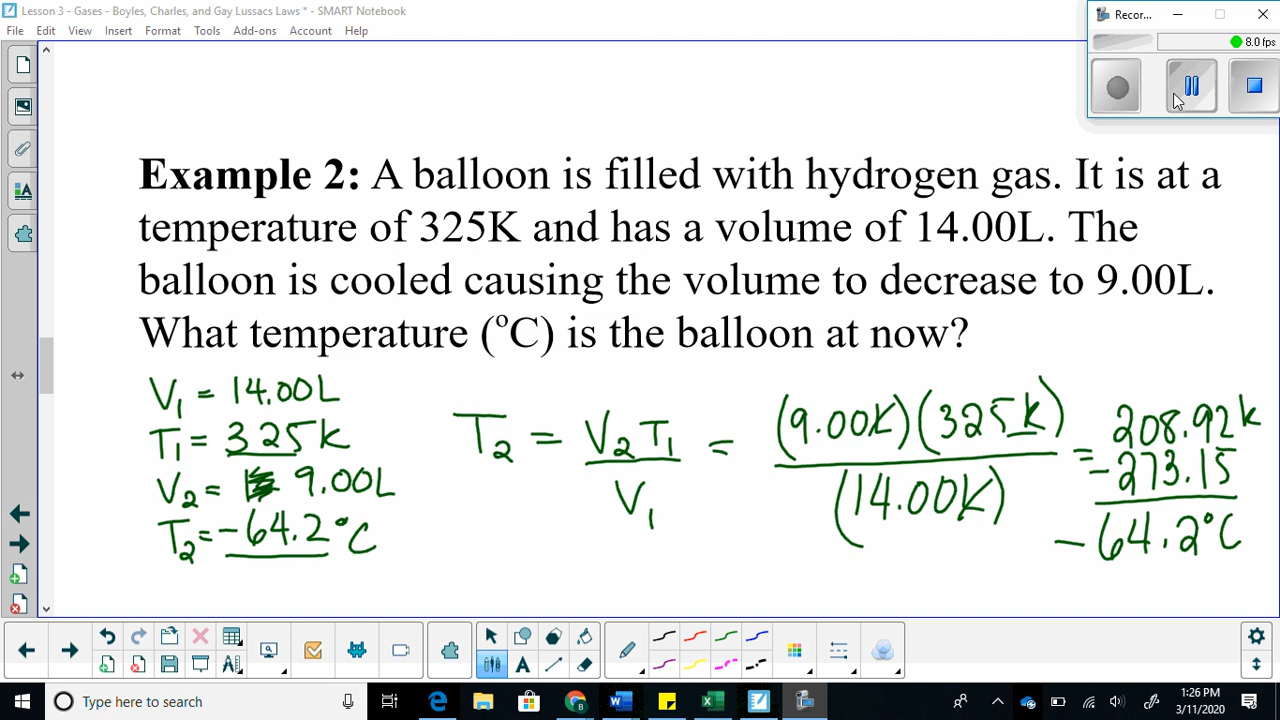 Lesson 3 - Gases - Boyles, Charles, and Gay Lussacs Laws * - SMART Notebook
Recor...
File Edit View Insert Format Tools Add-ons Account Help
8.0 fps
Example 2: A balloon is filled with hydrogen gas. It is at a
temperature of 325K and has a volume of 14.00L. The
balloon is cooled causing the volume to decrease to 9.00L.
What temperature (°C) is the balloon at now?
V₁ = 14.00L
T₁ = 325K
V₂ = 9.00L
T₂ = -64.2°C
T₂ = V₂T₁ = (9.00L)(325K) = 208.92K
V₁ (14.00L) -273.15
-64.2°C
Type here to search
1:26 PM
3/11/2020